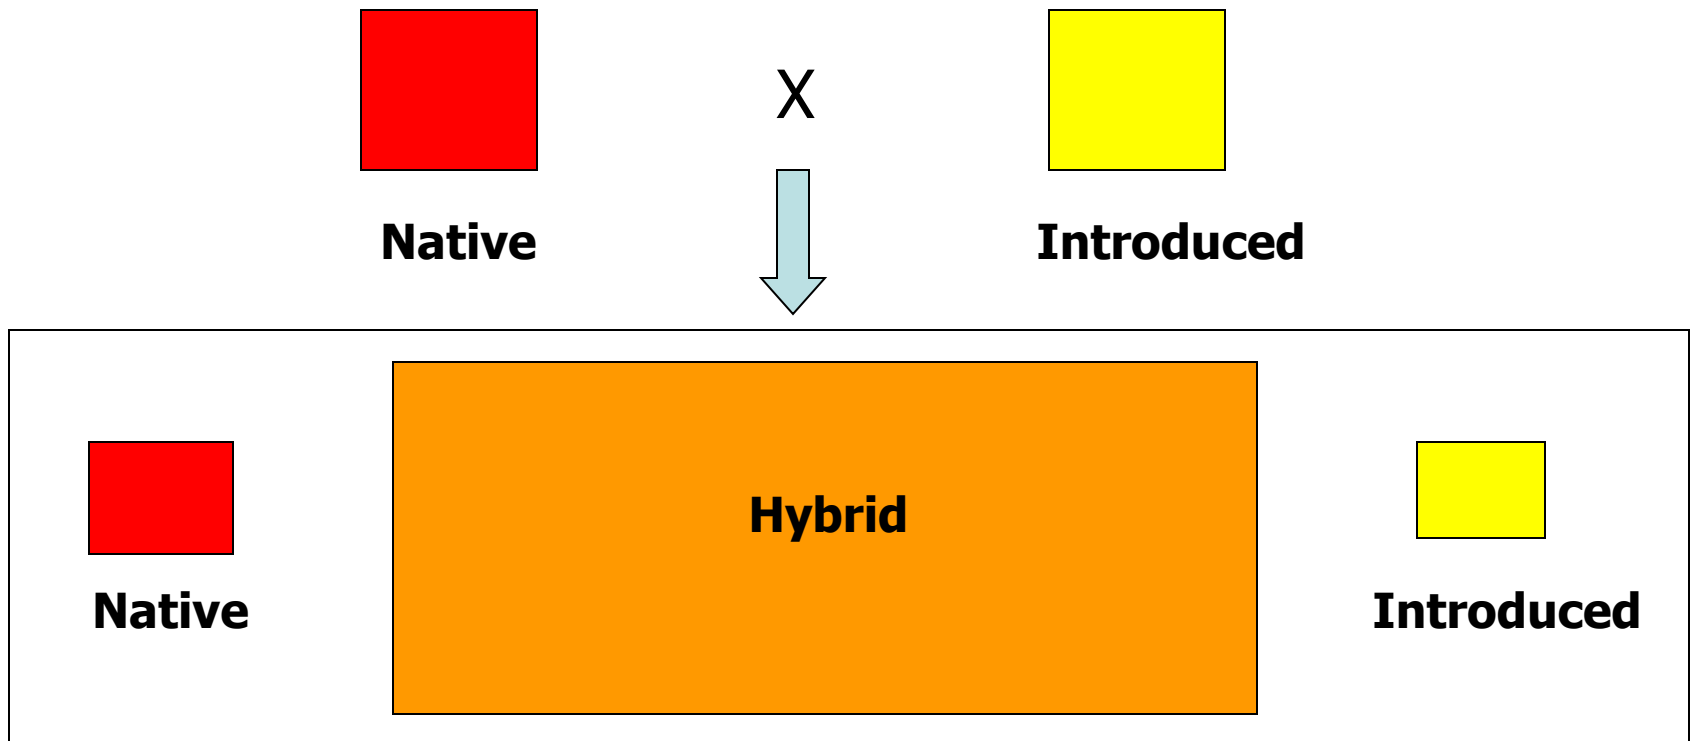 X
Native
Introduced
Hybrid
Native
Introduced